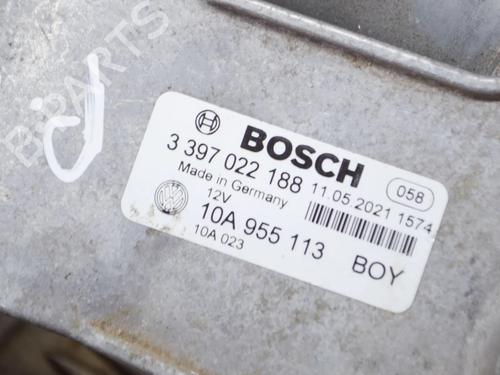 B-PARTS
BOSCH
3 397 022 188 11.05.2021 1574
058
Made in Germany
12V
10A 955 113
10A 023
BOY